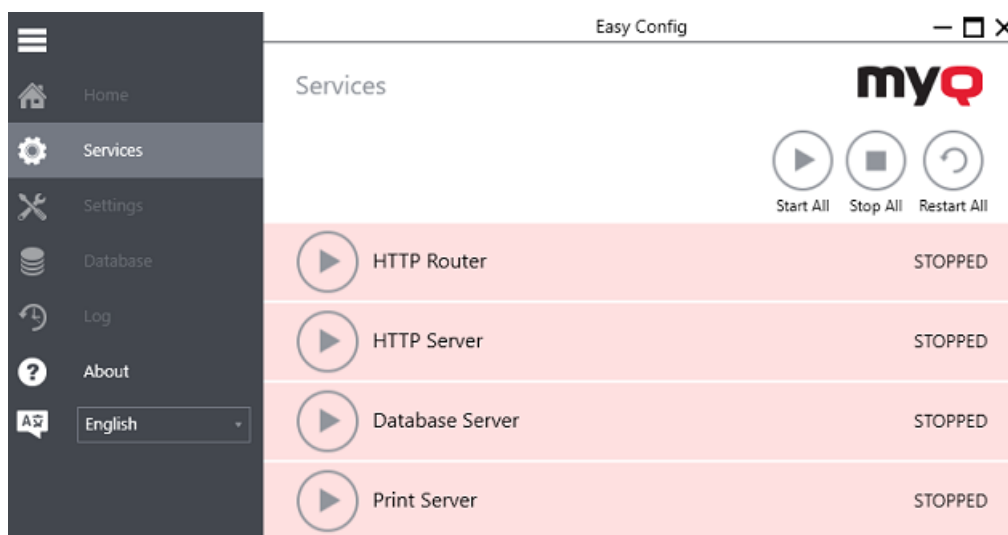 Easy Config
Home
Services
Settings
Database
Log
About
English
Services
myQ
Start All
Stop All
Restart All
HTTP Router
STOPPED
HTTP Server
STOPPED
Database Server
STOPPED
Print Server
STOPPED